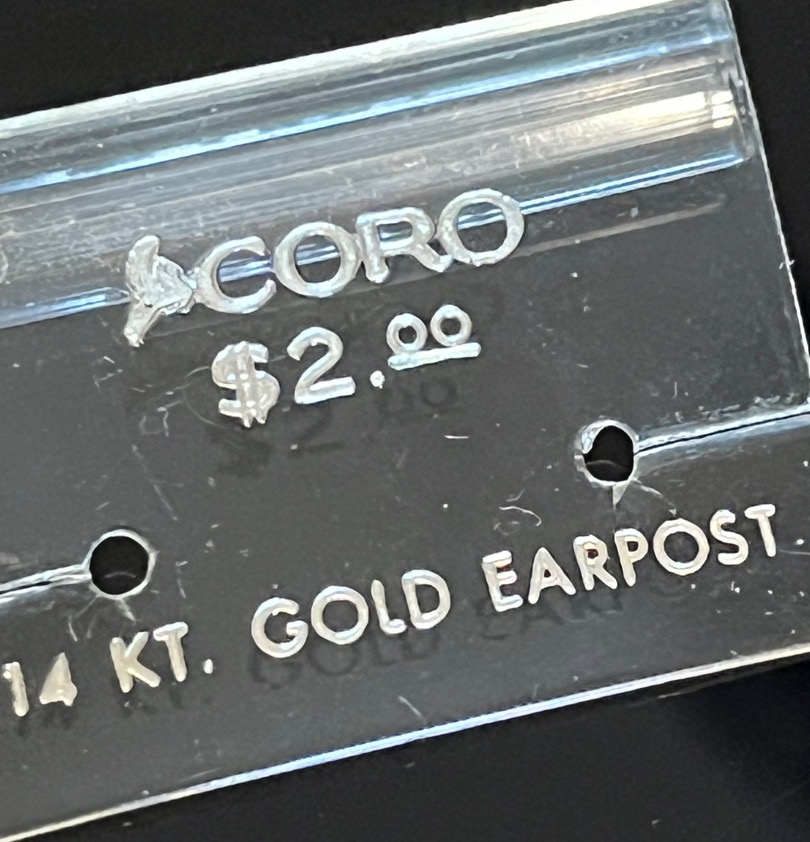 CORO
$2.00
14 KT. GOLD EARPOST